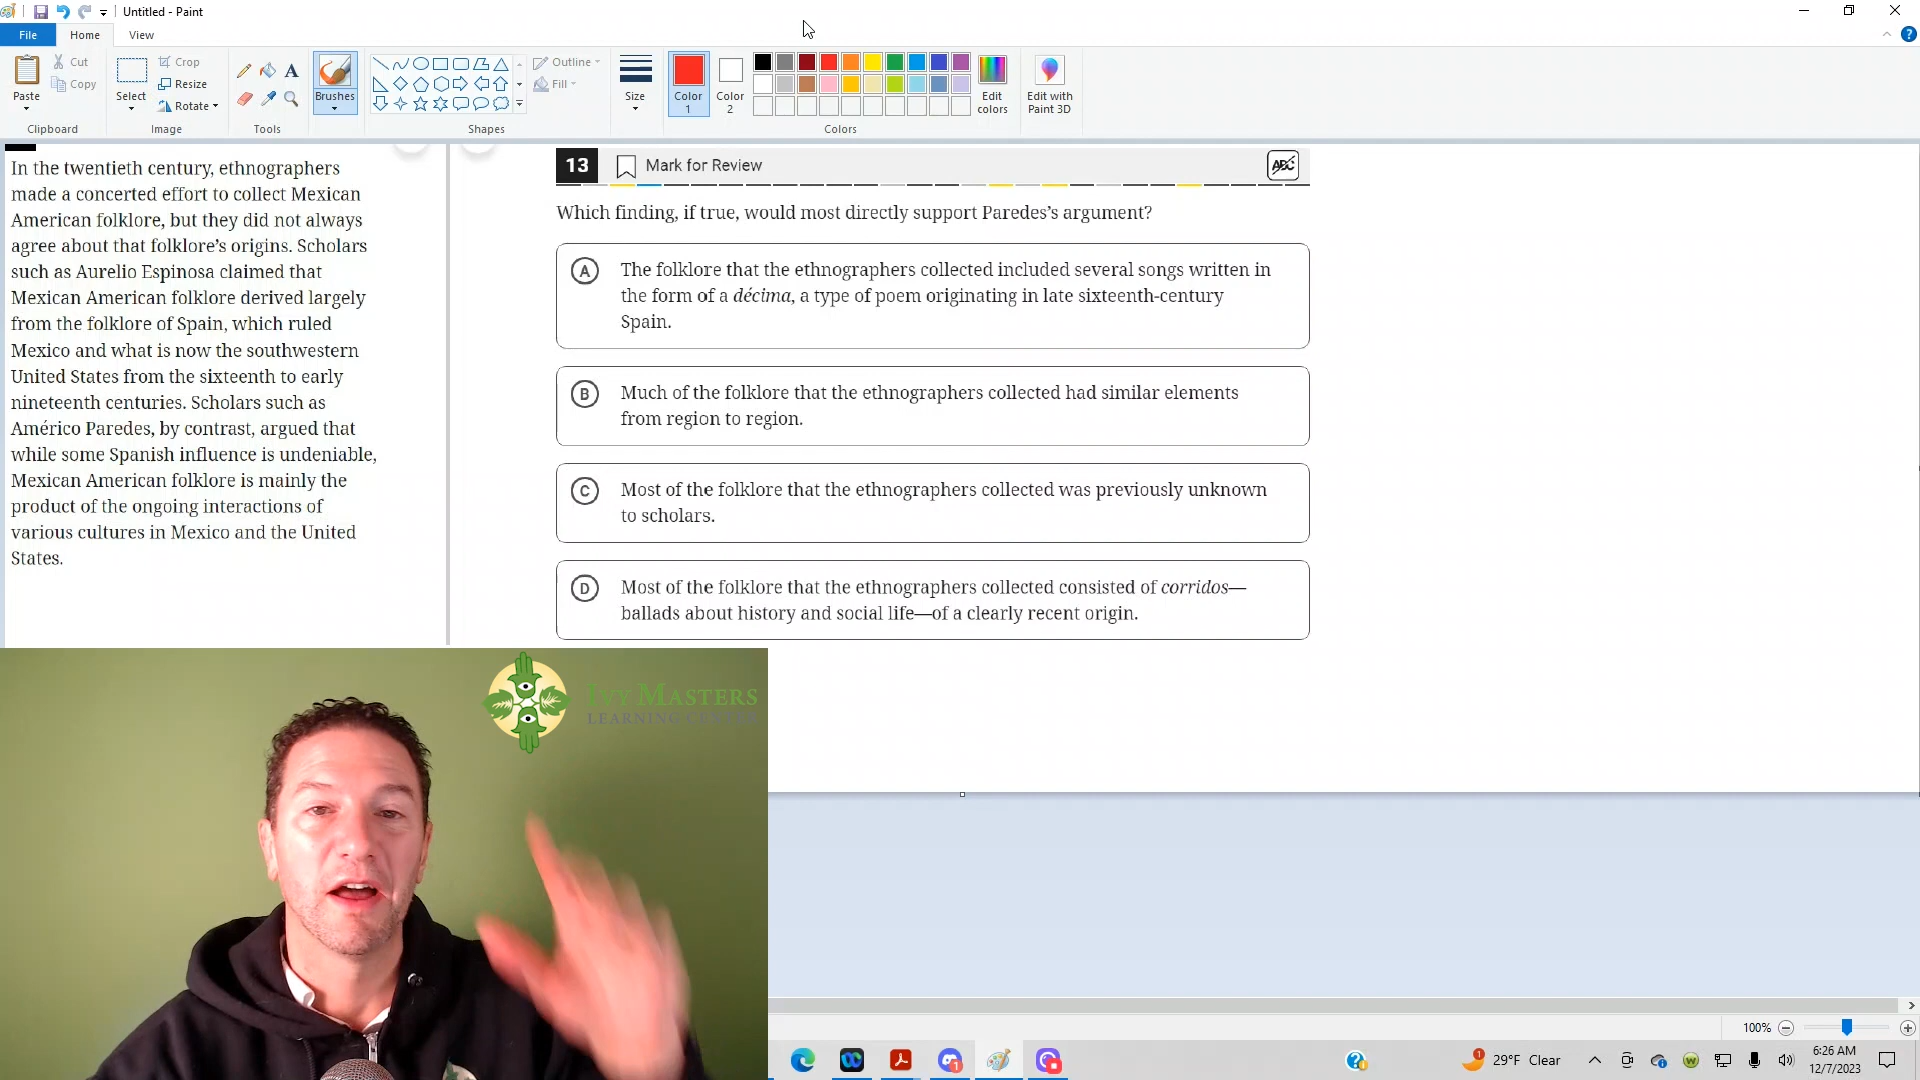 Untitled - Paint
File
Home
View
Paste
Cut
Copy
Clipboard
Select
Crop
Resize
Rotate
Image
Tools
Brushes
Shapes
Outline
Fill
Size
Color
1
Color
2
Colors
Edit
colors
Edit with
Paint 3D
In the twentieth century, ethnographers
made a concerted effort to collect Mexican
American folklore, but they did not always
agree about that folklore’s origins. Scholars
such as Aurelio Espinosa claimed that
Mexican American folklore derived largely
from the folklore of Spain, which ruled
Mexico and what is now the southwestern
United States from the sixteenth to early
nineteenth centuries. Scholars such as
Américo Paredes, by contrast, argued that
while some Spanish influence is undeniable,
Mexican American folklore is mainly the
product of the ongoing interactions of
various cultures in Mexico and the United
States.
13 Mark for Review ABC
Which finding, if true, would most directly support Paredes’s argument?
A The folklore that the ethnographers collected included several songs written in
the form of a décima, a type of poem originating in late sixteenth-century
Spain.
B Much of the folklore that the ethnographers collected had similar elements
from region to region.
C Most of the folklore that the ethnographers collected was previously unknown
to scholars.
D Most of the folklore that the ethnographers collected consisted of corridos—
ballads about history and social life—of a clearly recent origin.
IVY MASTERS
LEARNING CENTER
100%
29°F Clear
6:26 AM
12/7/2023